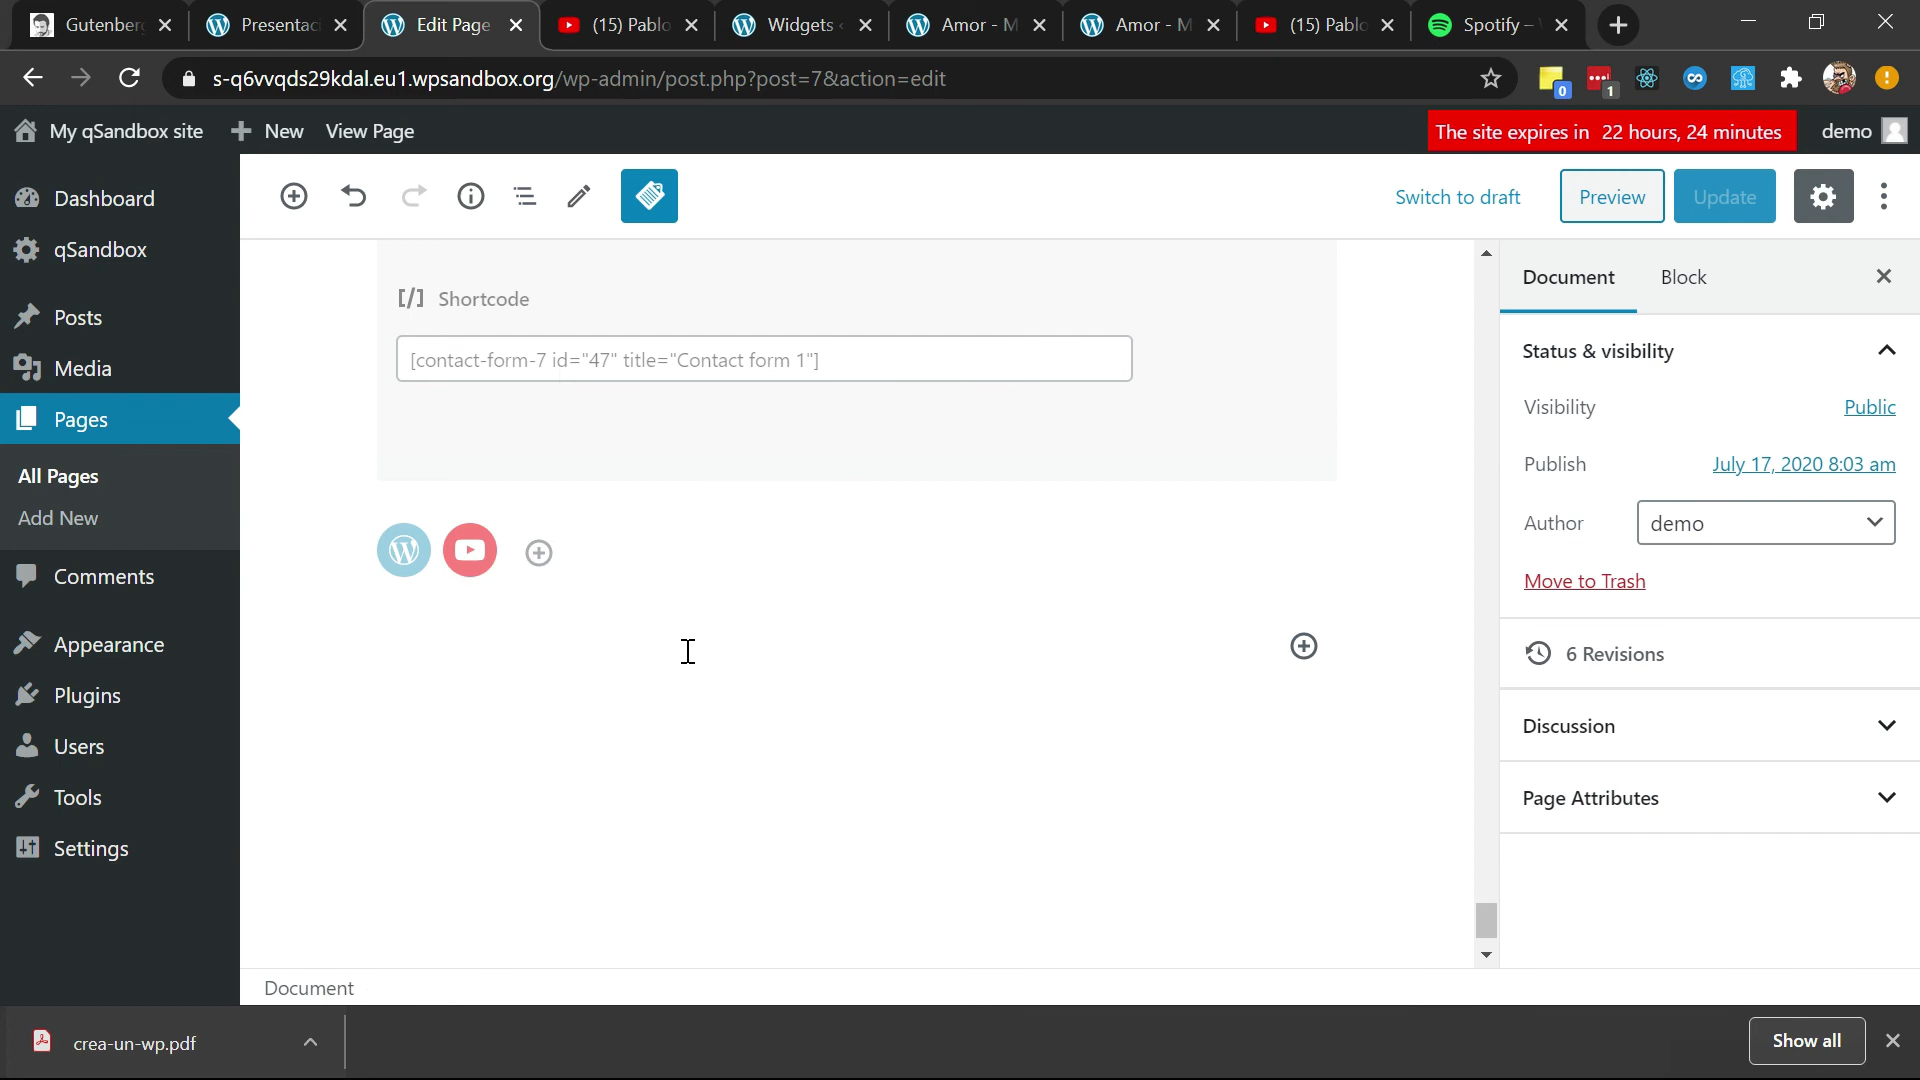 Gutenber
Presentac
Edit Page
(15) Pablo
Widgets
Amor - M
Amor - M
(15) Pablo
Spotify –
s-q6vvqds29kdal.eu1.wpsandbox.org/wp-admin/post.php?post=7&action=edit
0
1
My qSandbox site
New
View Page
The site expires in 22 hours, 24 minutes
demo
Dashboard
qSandbox
Posts
Media
Pages
All Pages
Add New
Comments
Appearance
Plugins
Users
Tools
Settings
Switch to draft
Preview
Update
[/] Shortcode
[contact-form-7 id="47" title="Contact form 1"]
Document
Block
Status & visibility
Visibility
Public
Publish
July 17, 2020 8:03 am
Author
demo
Move to Trash
6 Revisions
Discussion
Page Attributes
Document
crea-un-wp.pdf
Show all